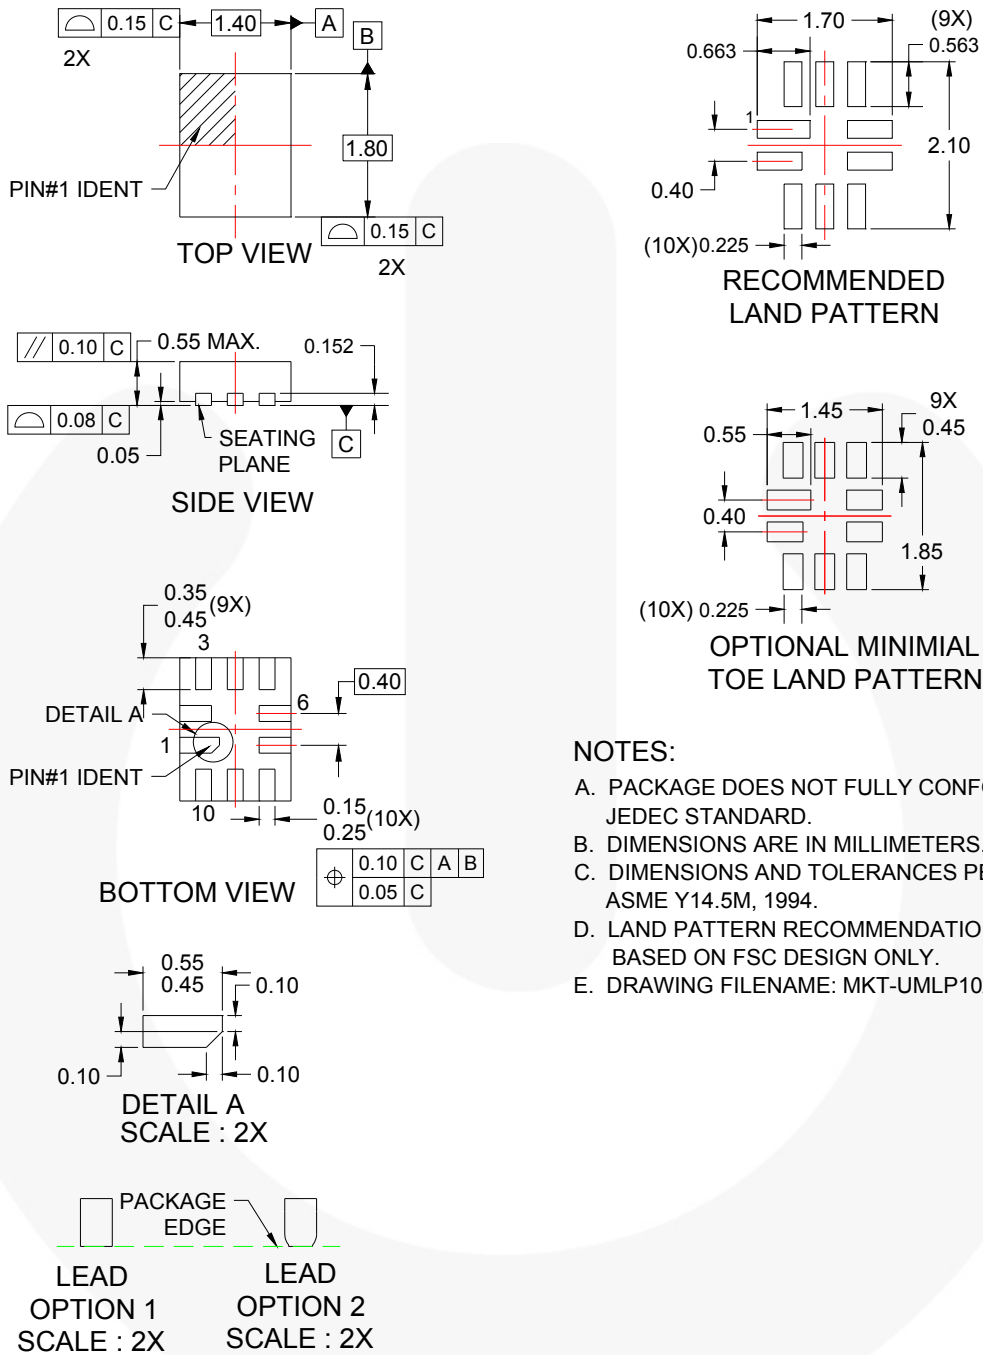 0.15 C
1.40
A
2X
B
1.80
PIN#1 IDENT
0.15 C
2X
TOP VIEW
1.70
(9X)
0.563
0.663
1
2.10
0.40
(10X) 0.225
RECOMMENDED
LAND PATTERN
// 0.10 C
0.55 MAX.
0.152
0.08 C
0.05
SEATING
PLANE
C
SIDE VIEW
1.45
9X
0.45
0.55
0.40
1.85
(10X) 0.225
OPTIONAL MINIMIAL
TOE LAND PATTERN
0.35
0.45 (9X)
3
0.40
6
DETAIL A
1
PIN#1 IDENT
10
0.15
0.25 (10X)
0.10 C A B
0.05 C
BOTTOM VIEW
NOTES:
A. PACKAGE DOES NOT FULLY CONFO
JEDEC STANDARD.
B. DIMENSIONS ARE IN MILLIMETERS.
C. DIMENSIONS AND TOLERANCES PE
ASME Y14.5M, 1994.
D. LAND PATTERN RECOMMENDATIO
BASED ON FSC DESIGN ONLY.
E. DRAWING FILENAME: MKT-UMLP10
0.55
0.45
0.10
0.10
0.10
DETAIL A
SCALE : 2X
PACKAGE
EDGE
LEAD
OPTION 1
SCALE : 2X
LEAD
OPTION 2
SCALE : 2X